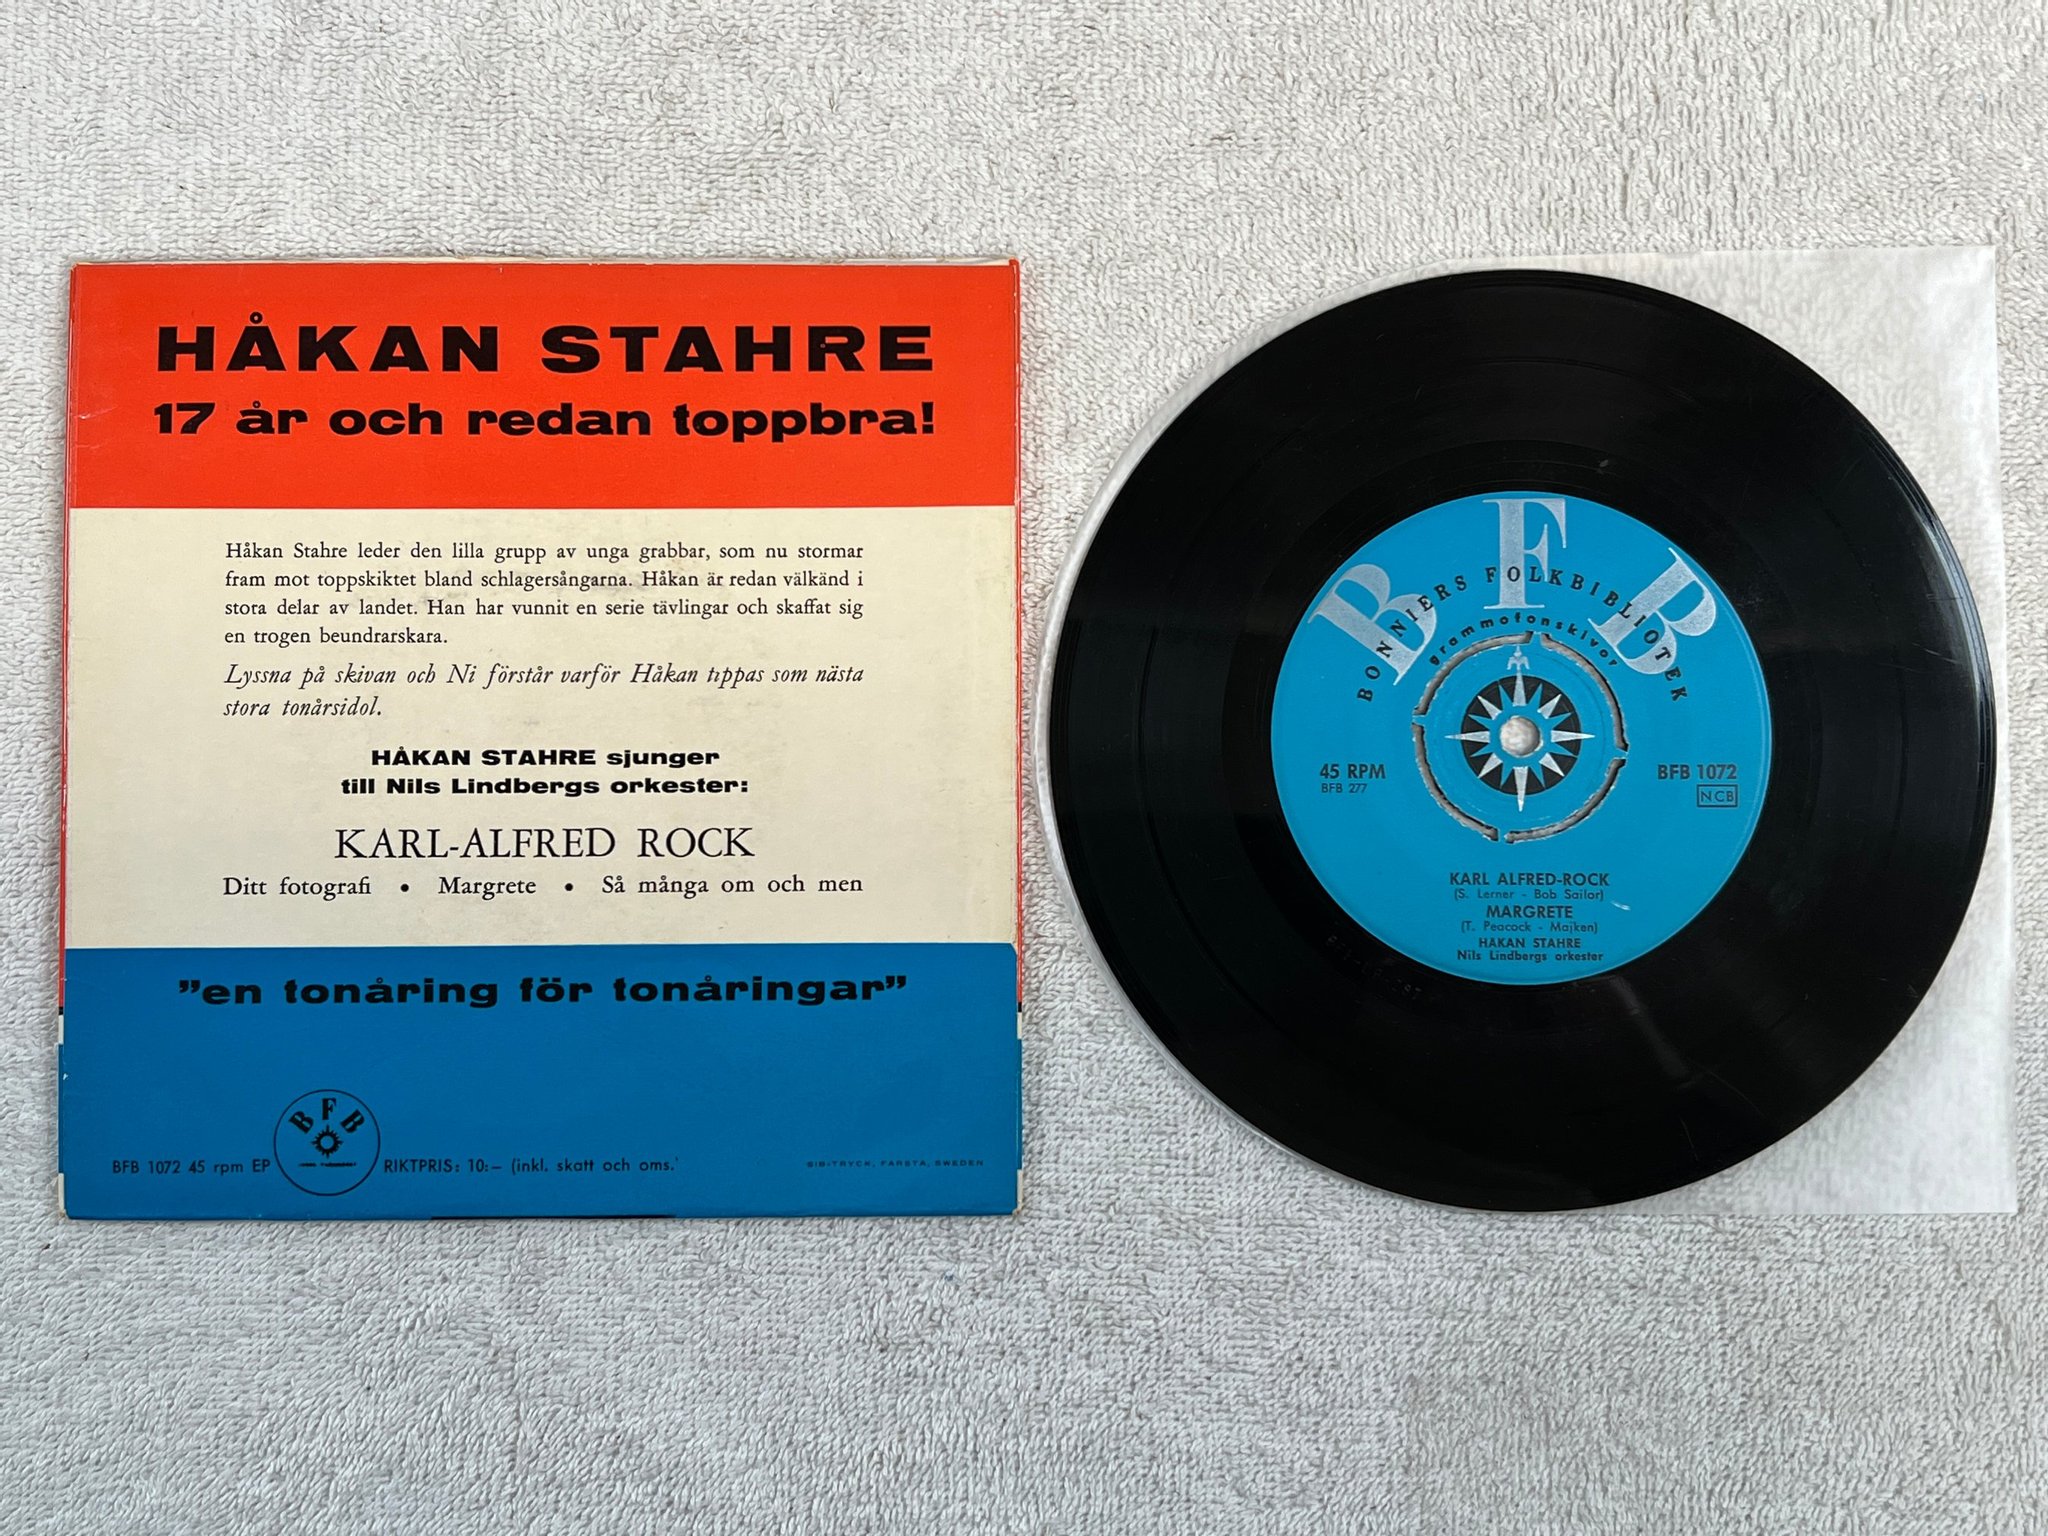 HÅKAN STAHRE
17 år och redan toppbra!
Håkan Stahre leder den lilla grupp av unga grabbar, som nu stormar
fram mot toppskiktet bland schlagersångarna. Håkan är redan välkänd i
stora delar av landet. Han har vunnit en serie tävlingar och skaffat sig
en trogen beundrarskara.
Lyssna på skivan och Ni förstår varför Håkan tippas som nästa
stora tonårsidol.
HÅKAN STAHRE sjunger
till Nils Lindbergs orkester:
KARL-ALFRED ROCK
Ditt fotografi • Margrete • Så många om och men
"en tonåring för tonåringar"
BFB
BFB 1072 45 rpm EP
RIKTPRIS: 10:– (inkl. skatt och oms.
SIB-TRYCK, FARSTA, SWEDEN
BFB
BONNIERS FOLKBIBLIOTEK
grammofonskivor
45 RPM
BFB 277
BFB 1072
NCB
KARL ALFRED-ROCK
(S. Lerner - Bob Sailor)
MARGRETE
(T. Peacock - Majken)
HAKAN STAHRE
Nils Lindbergs orkester